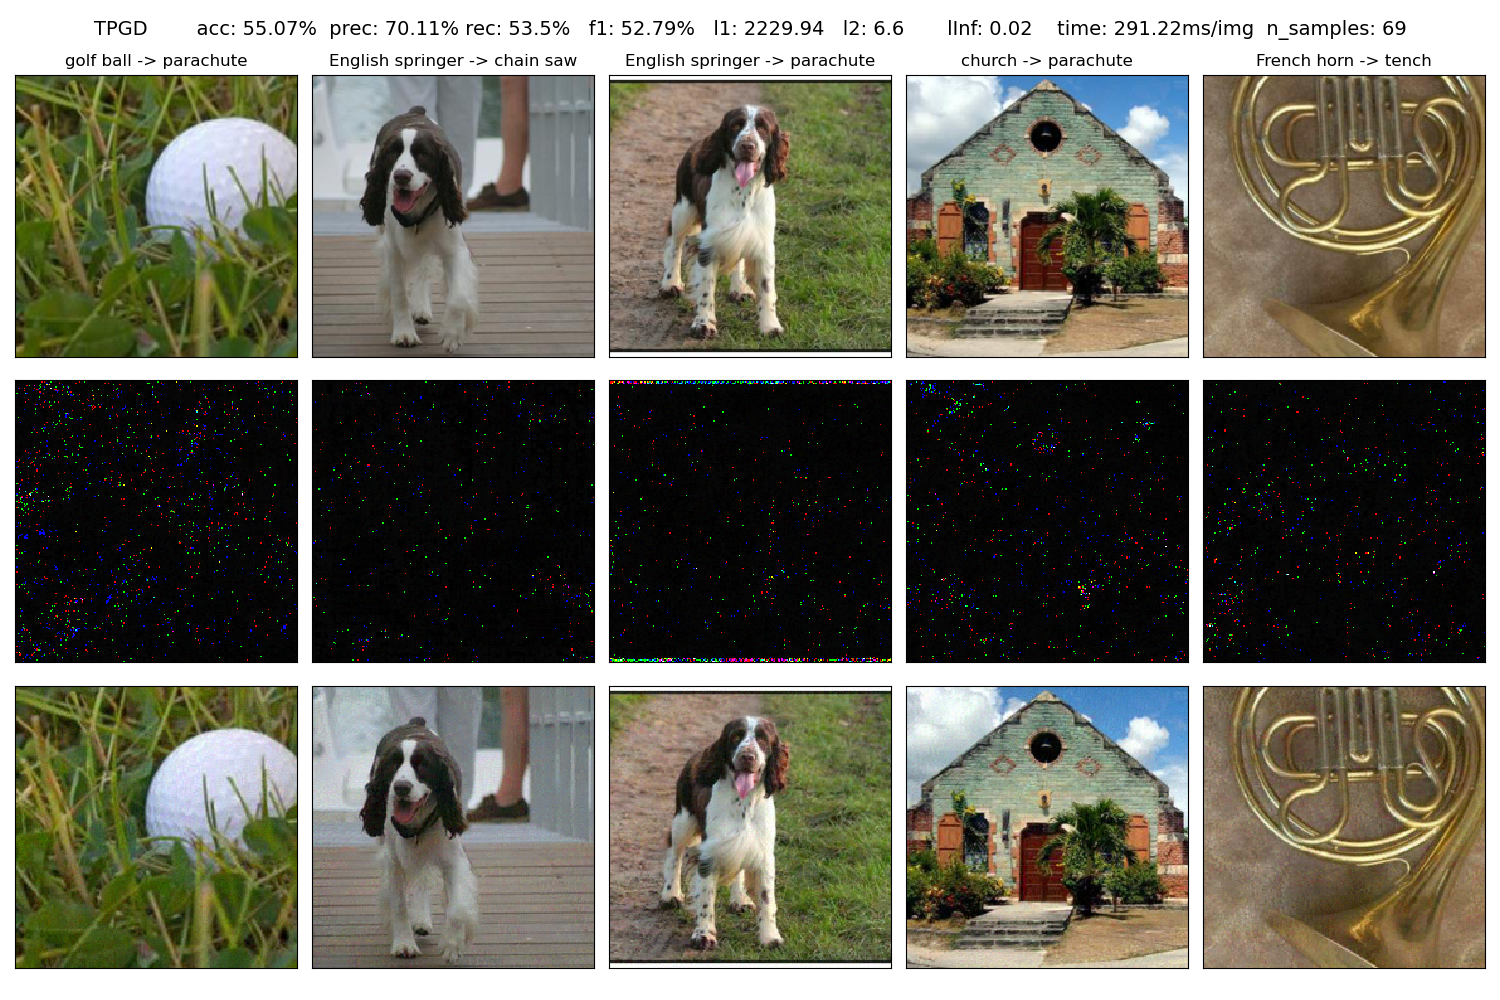 TPGD acc: 55.07% prec: 70.11% rec: 53.5% f1: 52.79% l1: 2229.94 l2: 6.6 lInf: 0.02 time: 291.22ms/img n_samples: 69
golf ball -> parachute English springer -> chain saw English springer -> parachute church -> parachute French horn -> tench